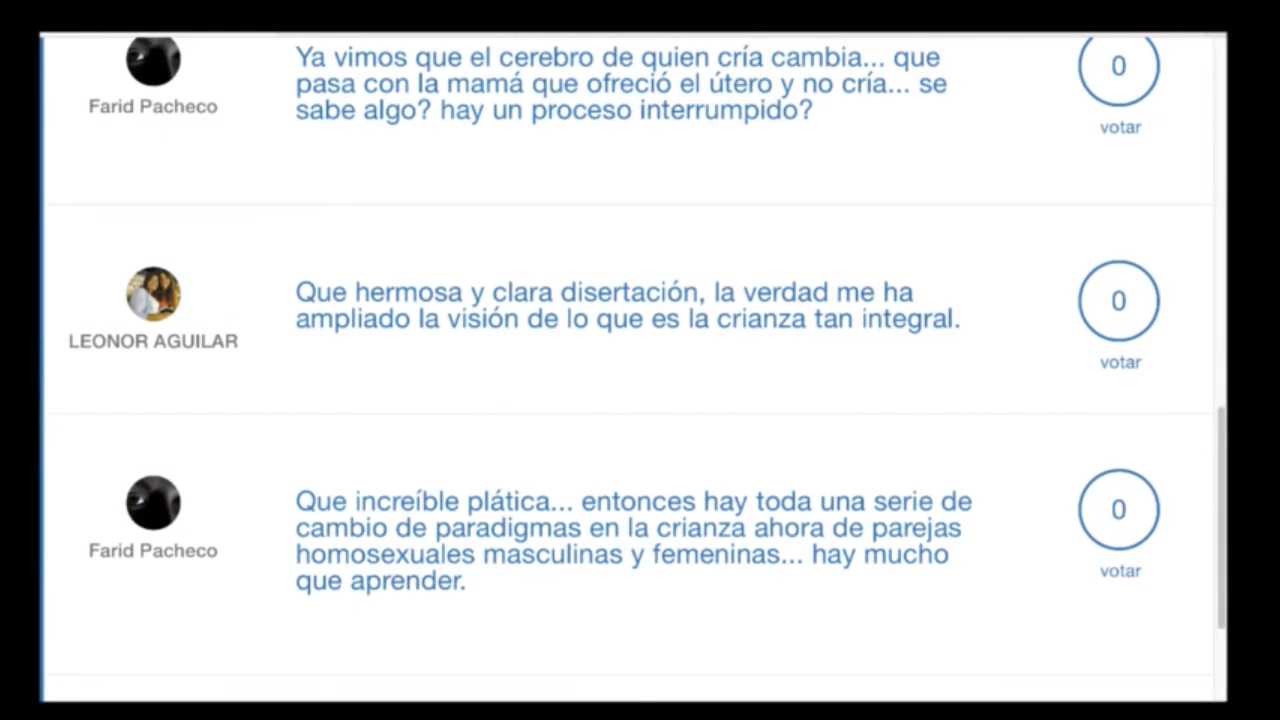 Ya vimos que el cerebro de quien cría cambia... que
pasa con la mamá que ofreció el útero y no cría... se
sabe algo? hay un proceso interrumpido?
Farid Pacheco
0
votar
Que hermosa y clara disertación, la verdad me ha
ampliado la visión de lo que es la crianza tan integral.
LEONOR AGUILAR
0
votar
Que increíble plática... entonces hay toda una serie de
cambio de paradigmas en la crianza ahora de parejas
homosexuales masculinas y femeninas... hay mucho
que aprender.
Farid Pacheco
0
votar